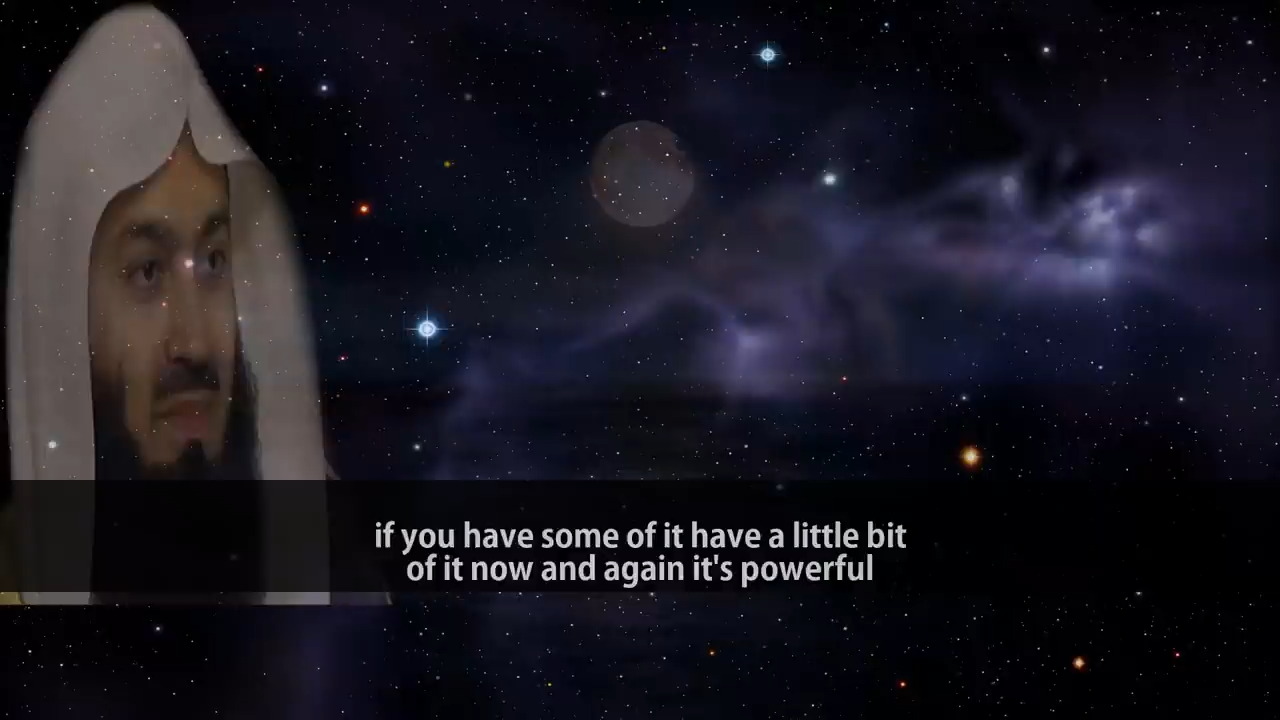 if you have some of it have a little bit
of it now and again it's powerful